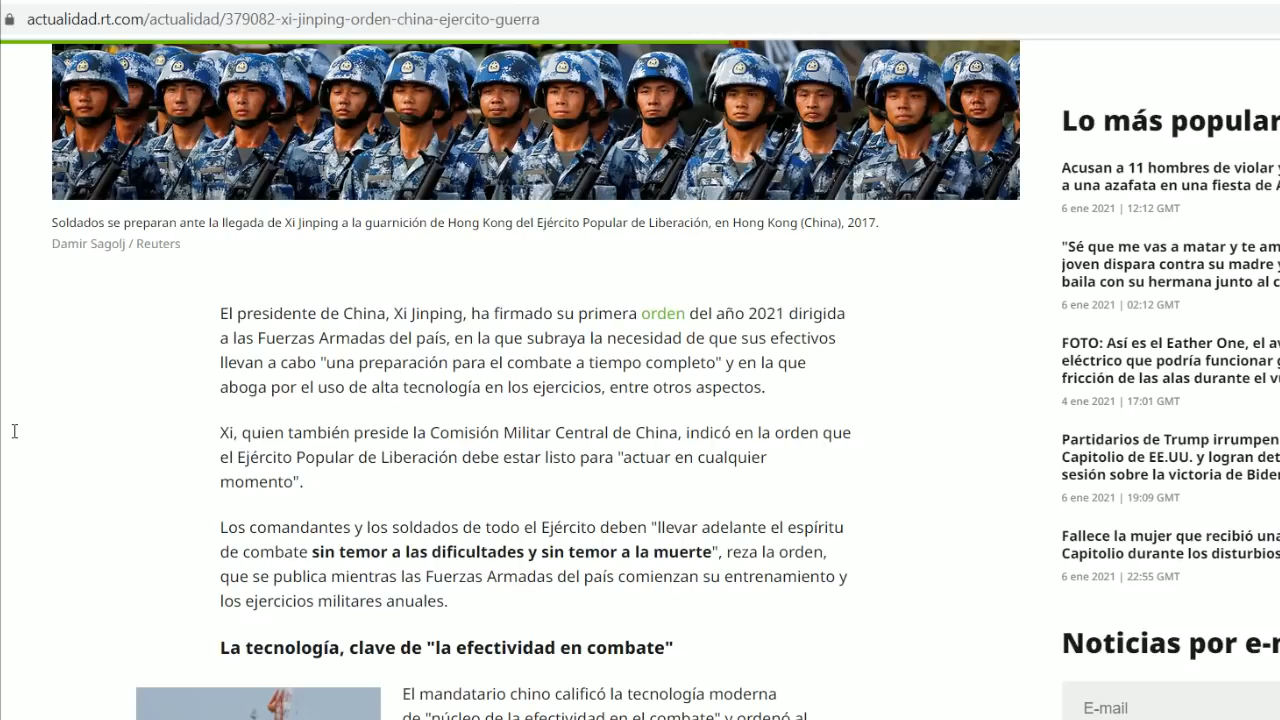 actualidad.rt.com/actualidad/379082-xi-jinping-orden-china-ejercito-guerra
Soldados se preparan ante la llegada de Xi Jinping a la guarnición de Hong Kong del Ejército Popular de Liberación, en Hong Kong (China), 2017.
Damir Sagolj / Reuters
El presidente de China, Xi Jinping, ha firmado su primera orden del año 2021 dirigida
a las Fuerzas Armadas del país, en la que subraya la necesidad de que sus efectivos
llevan a cabo "una preparación para el combate a tiempo completo" y en la que
aboga por el uso de alta tecnología en los ejercicios, entre otros aspectos.
Xi, quien también preside la Comisión Militar Central de China, indicó en la orden que
el Ejército Popular de Liberación debe estar listo para "actuar en cualquier
momento".
Los comandantes y los soldados de todo el Ejército deben "llevar adelante el espíritu
de combate sin temor a las dificultades y sin temor a la muerte", reza la orden,
que se publica mientras las Fuerzas Armadas del país comienzan su entrenamiento y
los ejercicios militares anuales.
La tecnología, clave de "la efectividad en combate"
El mandatario chino calificó la tecnología moderna
de "núcleo de la efectividad en el combate" y ordenó al
Lo más popular
Acusan a 11 hombres de violar
a una azafata en una fiesta de
6 ene 2021 | 12:12 GMT
"Sé que me vas a matar y te am
joven dispara contra su madre y
baila con su hermana junto al c
6 ene 2021 | 02:12 GMT
FOTO: Así es el Eather One, el av
eléctrico que podría funcionar g
fricción de las alas durante el v
4 ene 2021 | 17:01 GMT
Partidarios de Trump irrumpen
Capitolio de EE.UU. y logran det
sesión sobre la victoria de Bide
6 ene 2021 | 19:09 GMT
Fallece la mujer que recibió una
Capitolio durante los disturbios
6 ene 2021 | 22:55 GMT
Noticias por e-
E-mail